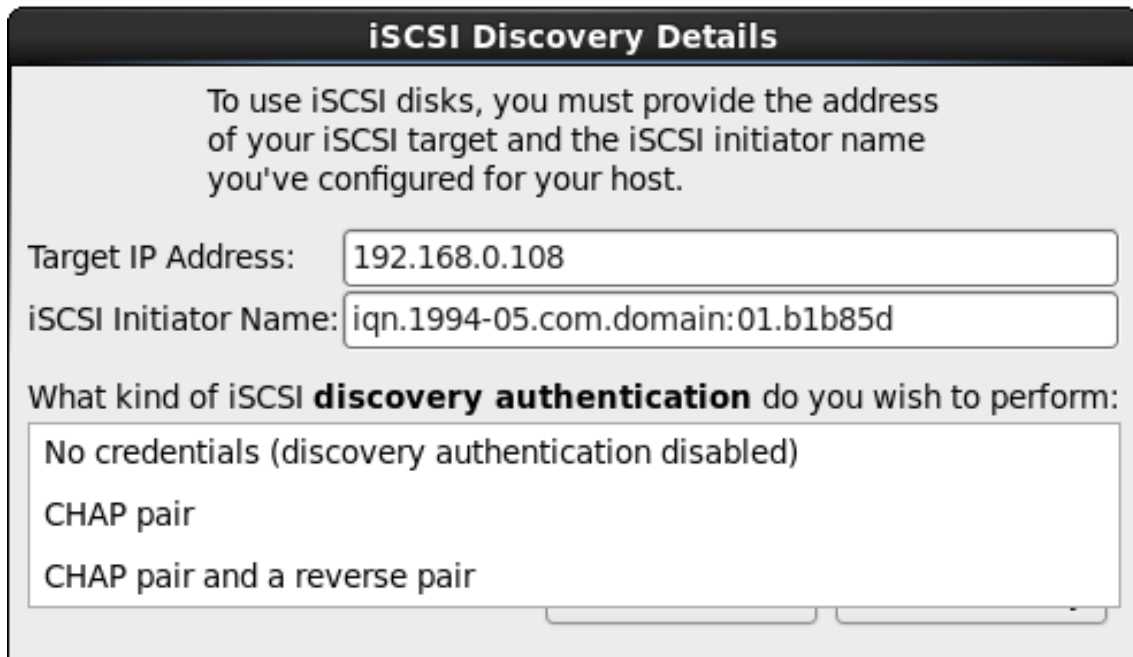 iSCSI Discovery Details
To use iSCSI disks, you must provide the address
of your iSCSI target and the iSCSI initiator name
you've configured for your host.
Target IP Address: 192.168.0.108
iSCSI Initiator Name: iqn.1994-05.com.domain:01.b1b85d
What kind of iSCSI discovery authentication do you wish to perform:
No credentials (discovery authentication disabled)
CHAP pair
CHAP pair and a reverse pair